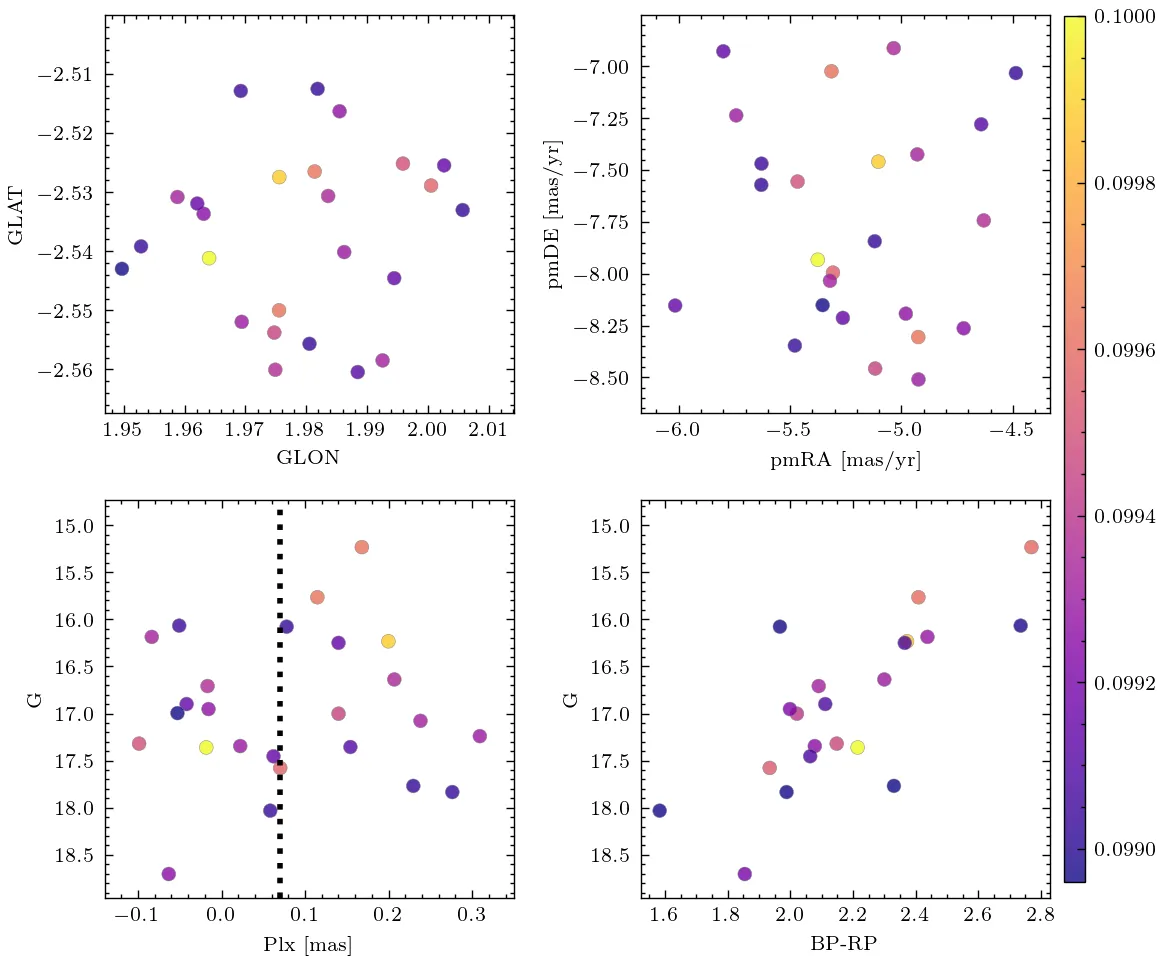 −2.51
−2.52
−2.53
−2.54
−2.55
−2.56
GLAT
1.95 1.96 1.97 1.98 1.99 2.00 2.01
GLON
−7.00
−7.25
−7.50
−7.75
−8.00
−8.25
−8.50
pmDE [mas/yr]
−6.0 −5.5 −5.0 −4.5
pmRA [mas/yr]
0.1000
0.0998
0.0996
0.0994
0.0992
0.0990
15.0
15.5
16.0
16.5
17.0
17.5
18.0
18.5
G
−0.1 0.0 0.1 0.2 0.3
Plx [mas]
15.0
15.5
16.0
16.5
17.0
17.5
18.0
18.5
G
1.6 1.8 2.0 2.2 2.4 2.6 2.8
BP-RP